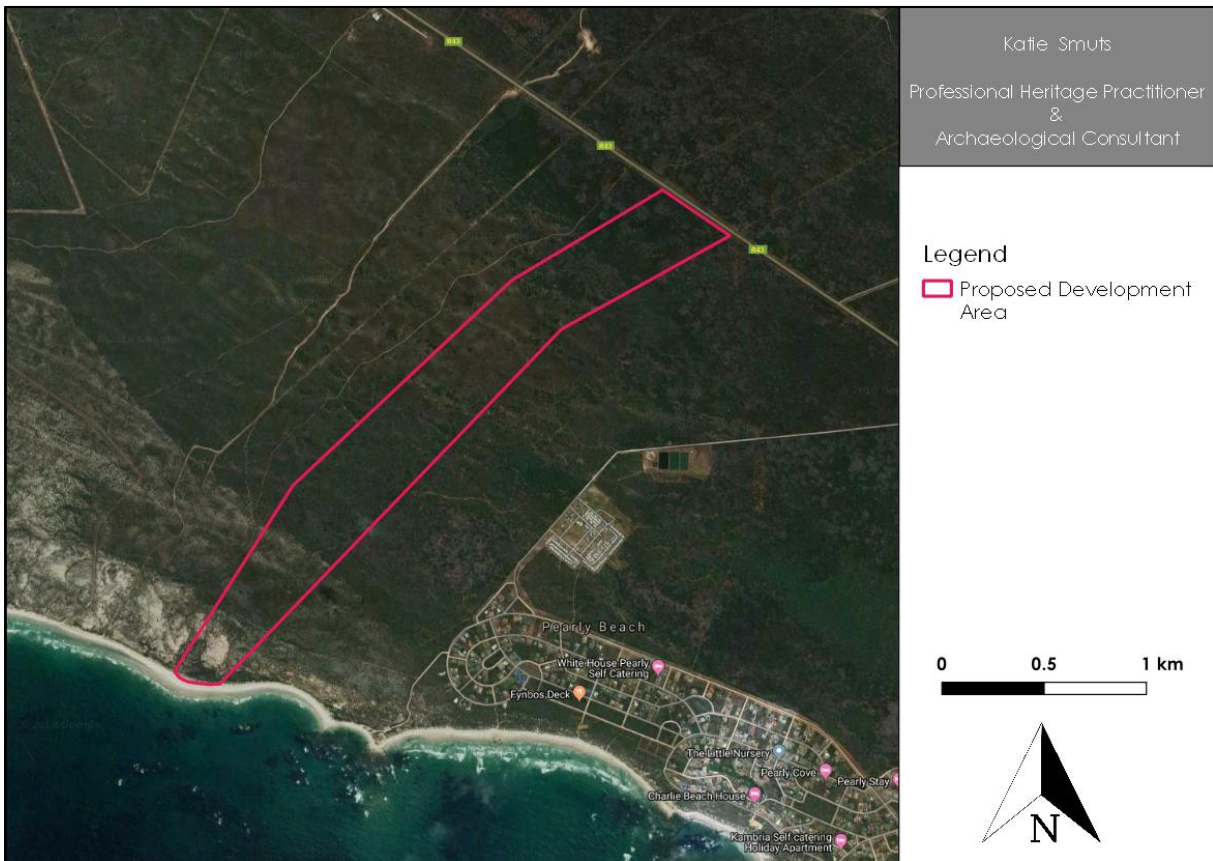 R43
R43
R43
Pearly Beach
White House Pearly
Self Catering
Fynbos Deck
The Little Nursery
Pearly Cove
Pearly Stay
Charlie Beach House
Kambria Self catering
Holiday Apartment
Katie Smuts
Professional Heritage Practitioner
&
Archaeological Consultant
Legend
Proposed Development
Area
0 0.5 1 km
N